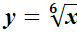 y = ⁶√x